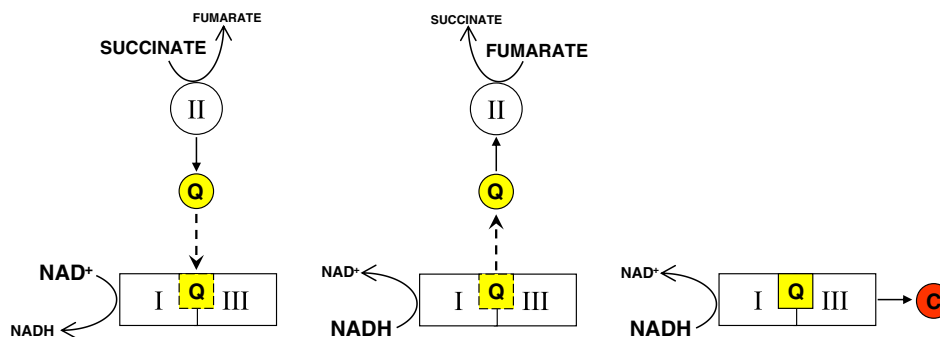 FUMARATE
SUCCINATE
II
Q
NAD+
I Q III
NADH
SUCCINATE
FUMARATE
II
Q
NAD+
I Q III
NADH
NAD+
I Q III C
NADH